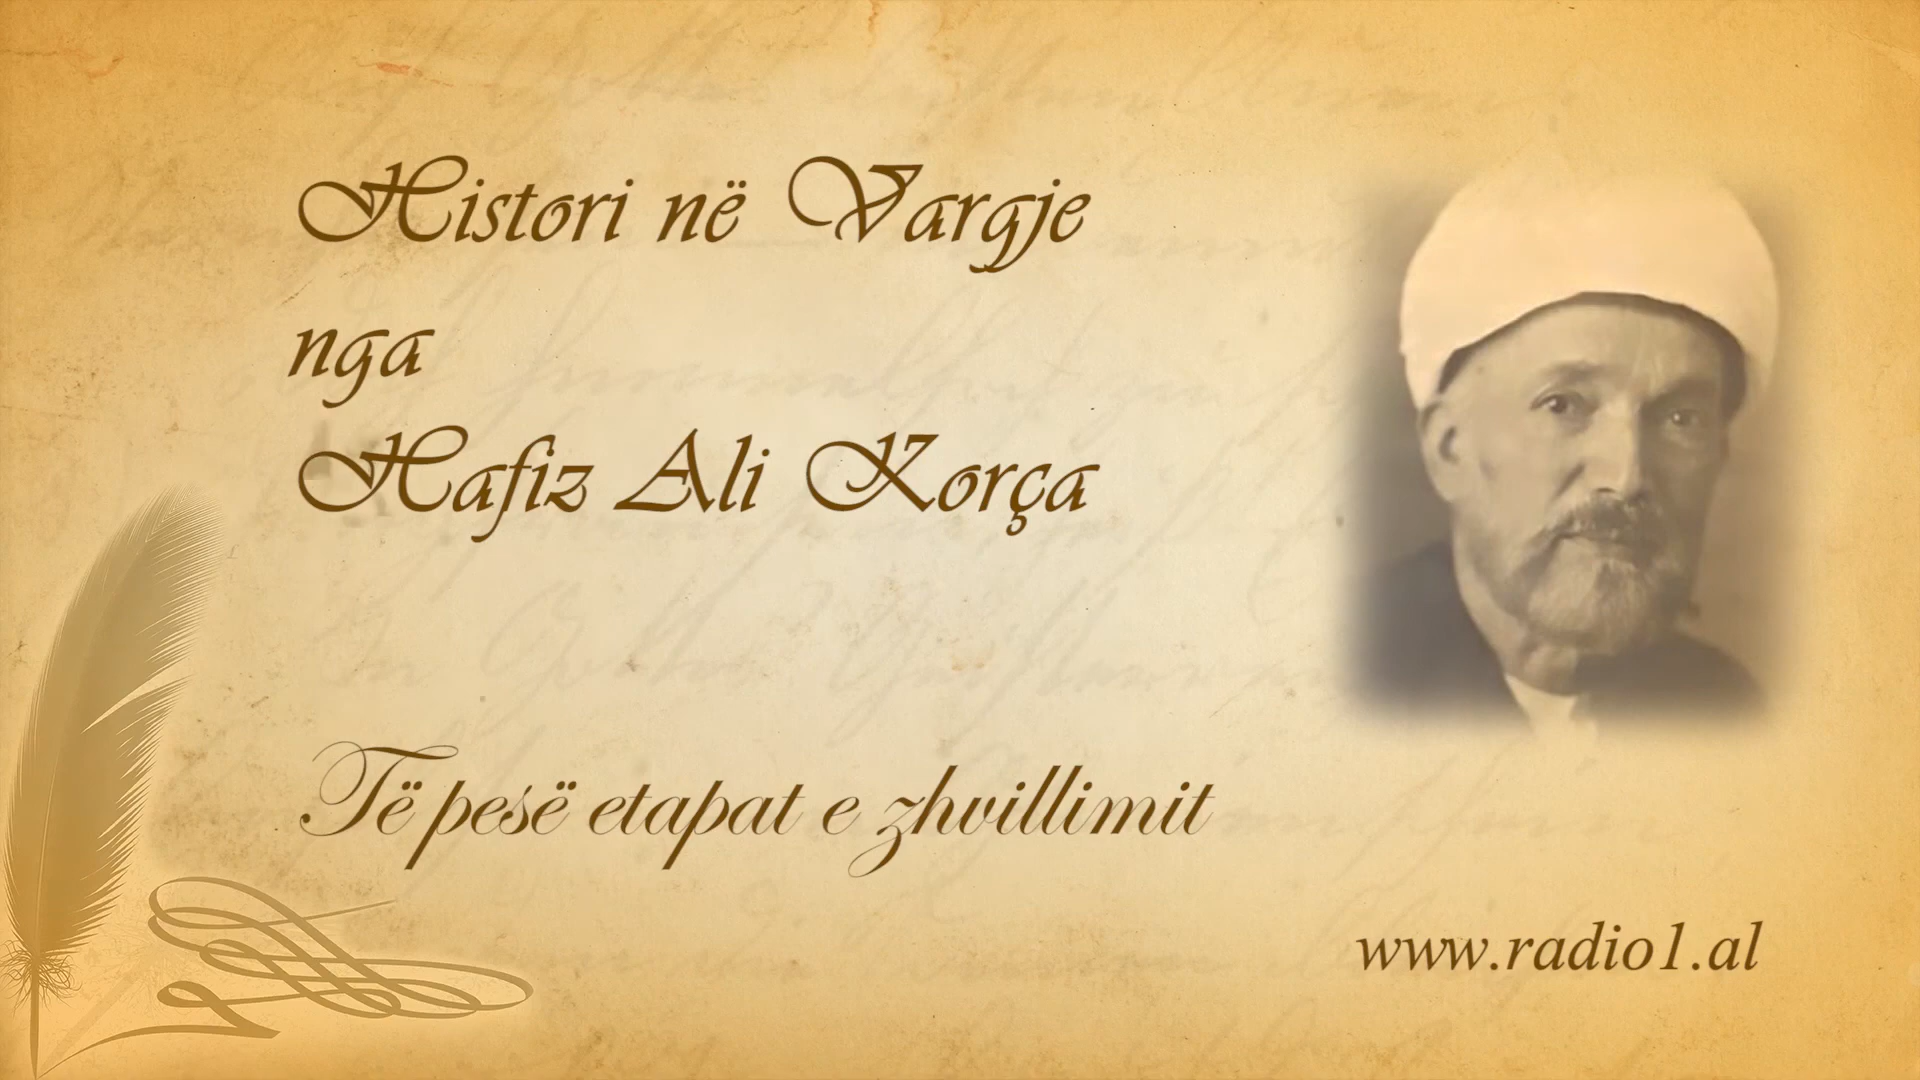 Histori në Vargje
nga
Hafiz Ali Korça
Të pesë etapat e zhvillimit
www.radio1.al